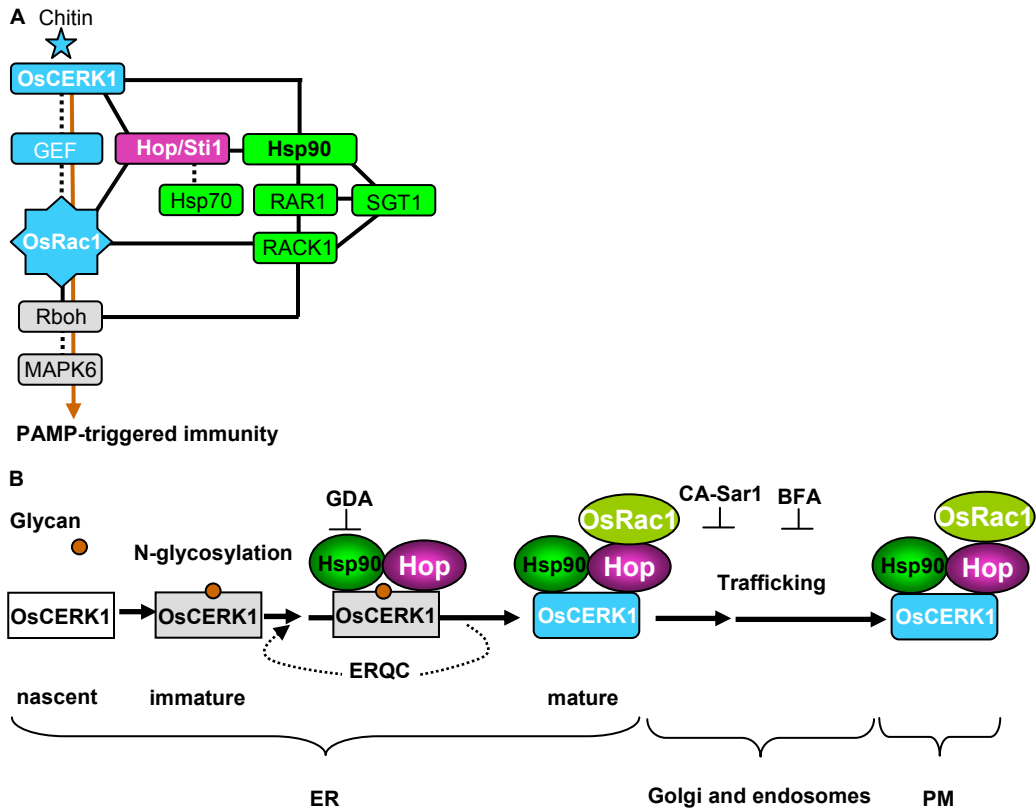 A
Chitin
OsCERK1
GEF
Hop/Sti1
Hsp90
Hsp70
RAR1
SGT1
OsRac1
RACK1
Rboh
MAPK6
PAMP-triggered immunity
B
GDA
CA-Sar1
BFA
Glycan
OsRac1
OsRac1
N-glycosylation
Hsp90
Hop
Hsp90
Hop
Hsp90
Hop
Trafficking
OsCERK1
OsCERK1
OsCERK1
OsCERK1
OsCERK1
ERQC
nascent
immature
mature
ER
Golgi and endosomes
PM